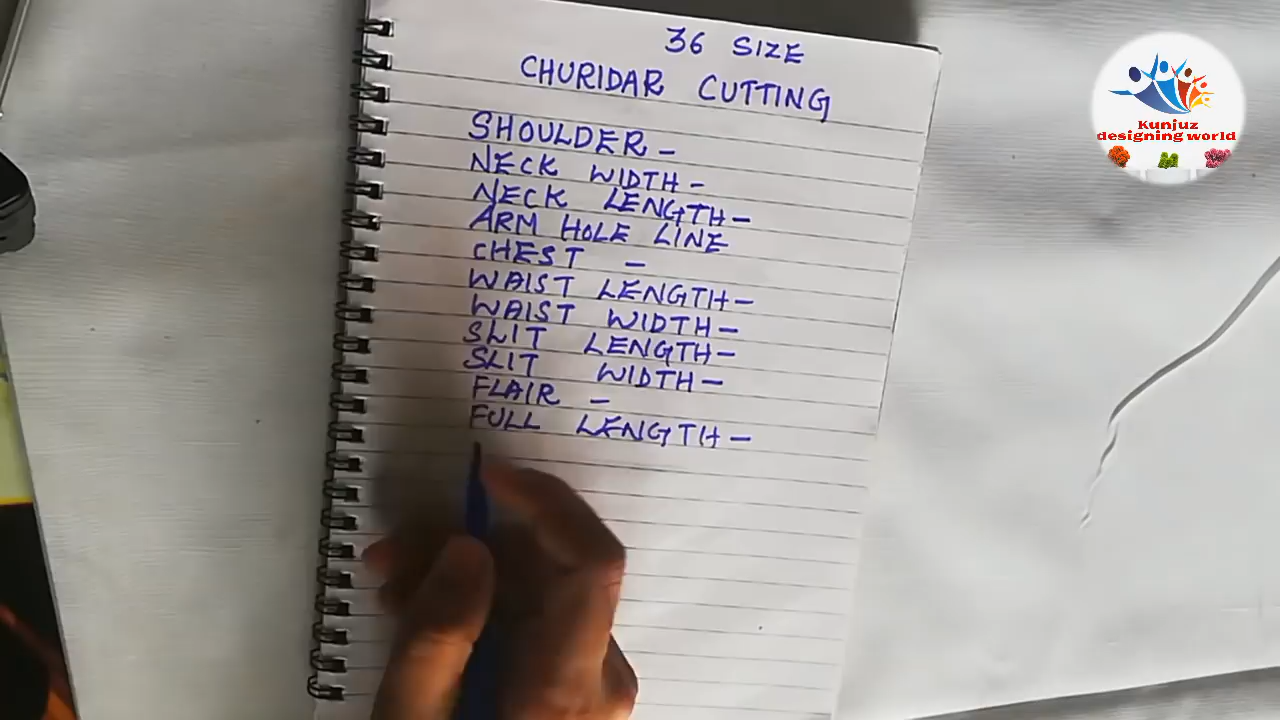 36 SIZE
CHURIDAR CUTTING
SHOULDER -
NECK WIDTH -
NECK LENGTH -
ARM HOLE LINE
CHEST -
WAIST LENGTH -
WAIST WIDTH -
SLIT LENGTH -
SLIT WIDTH -
FLAIR -
FULL LENGTH -
Kunjuz
designing world